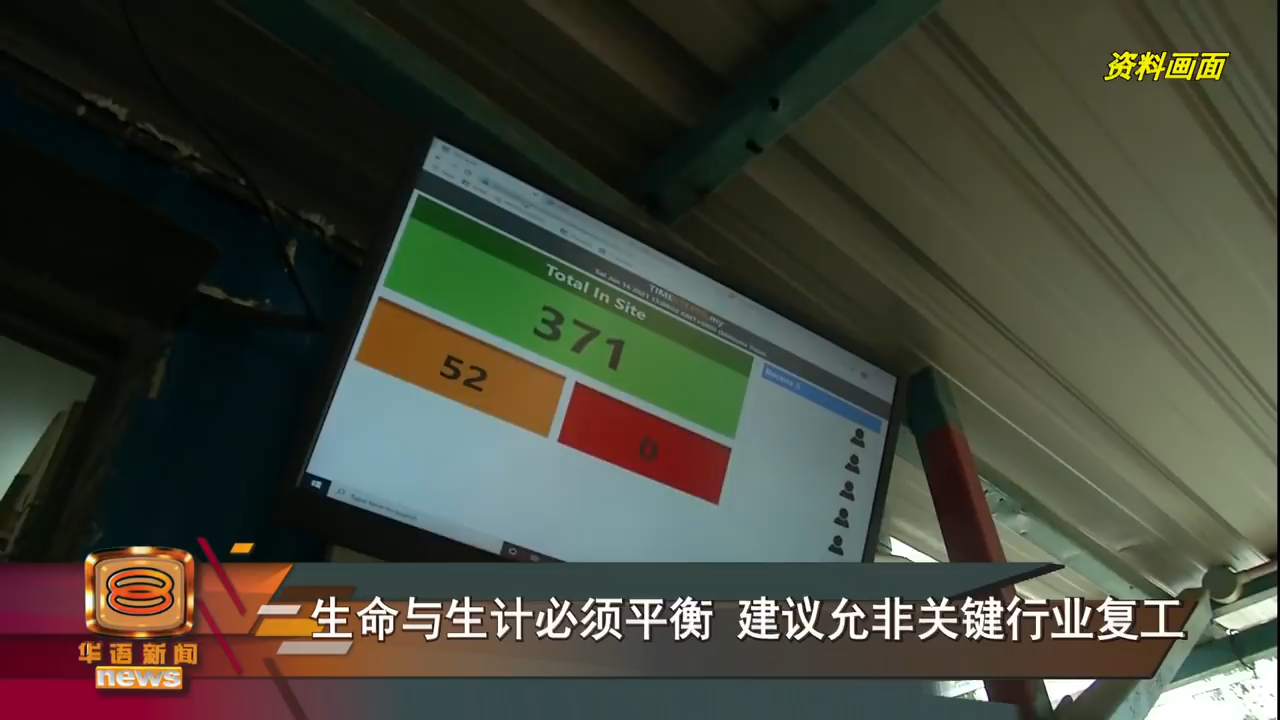 资料画面
Total In Site
371
52
0
生命与生计必须平衡 建议允非关键行业复工
8
华语新闻
news